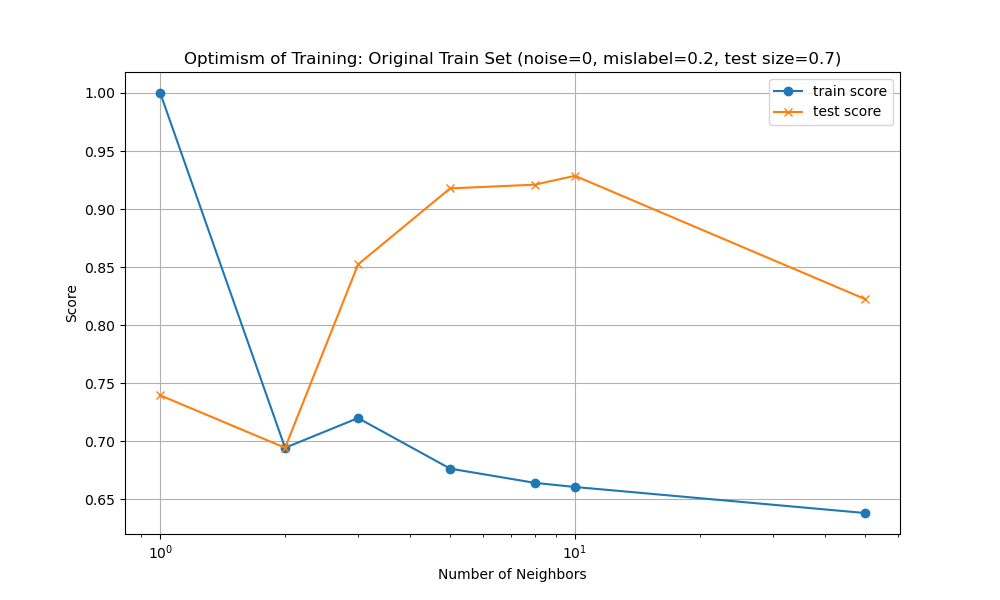 Optimism of Training: Original Train Set (noise=0, mislabel=0.2, test size=0.7)
train score
test score
1.00
0.95
0.90
0.85
0.80
0.75
0.70
0.65
Score
10⁰
10¹
Number of Neighbors